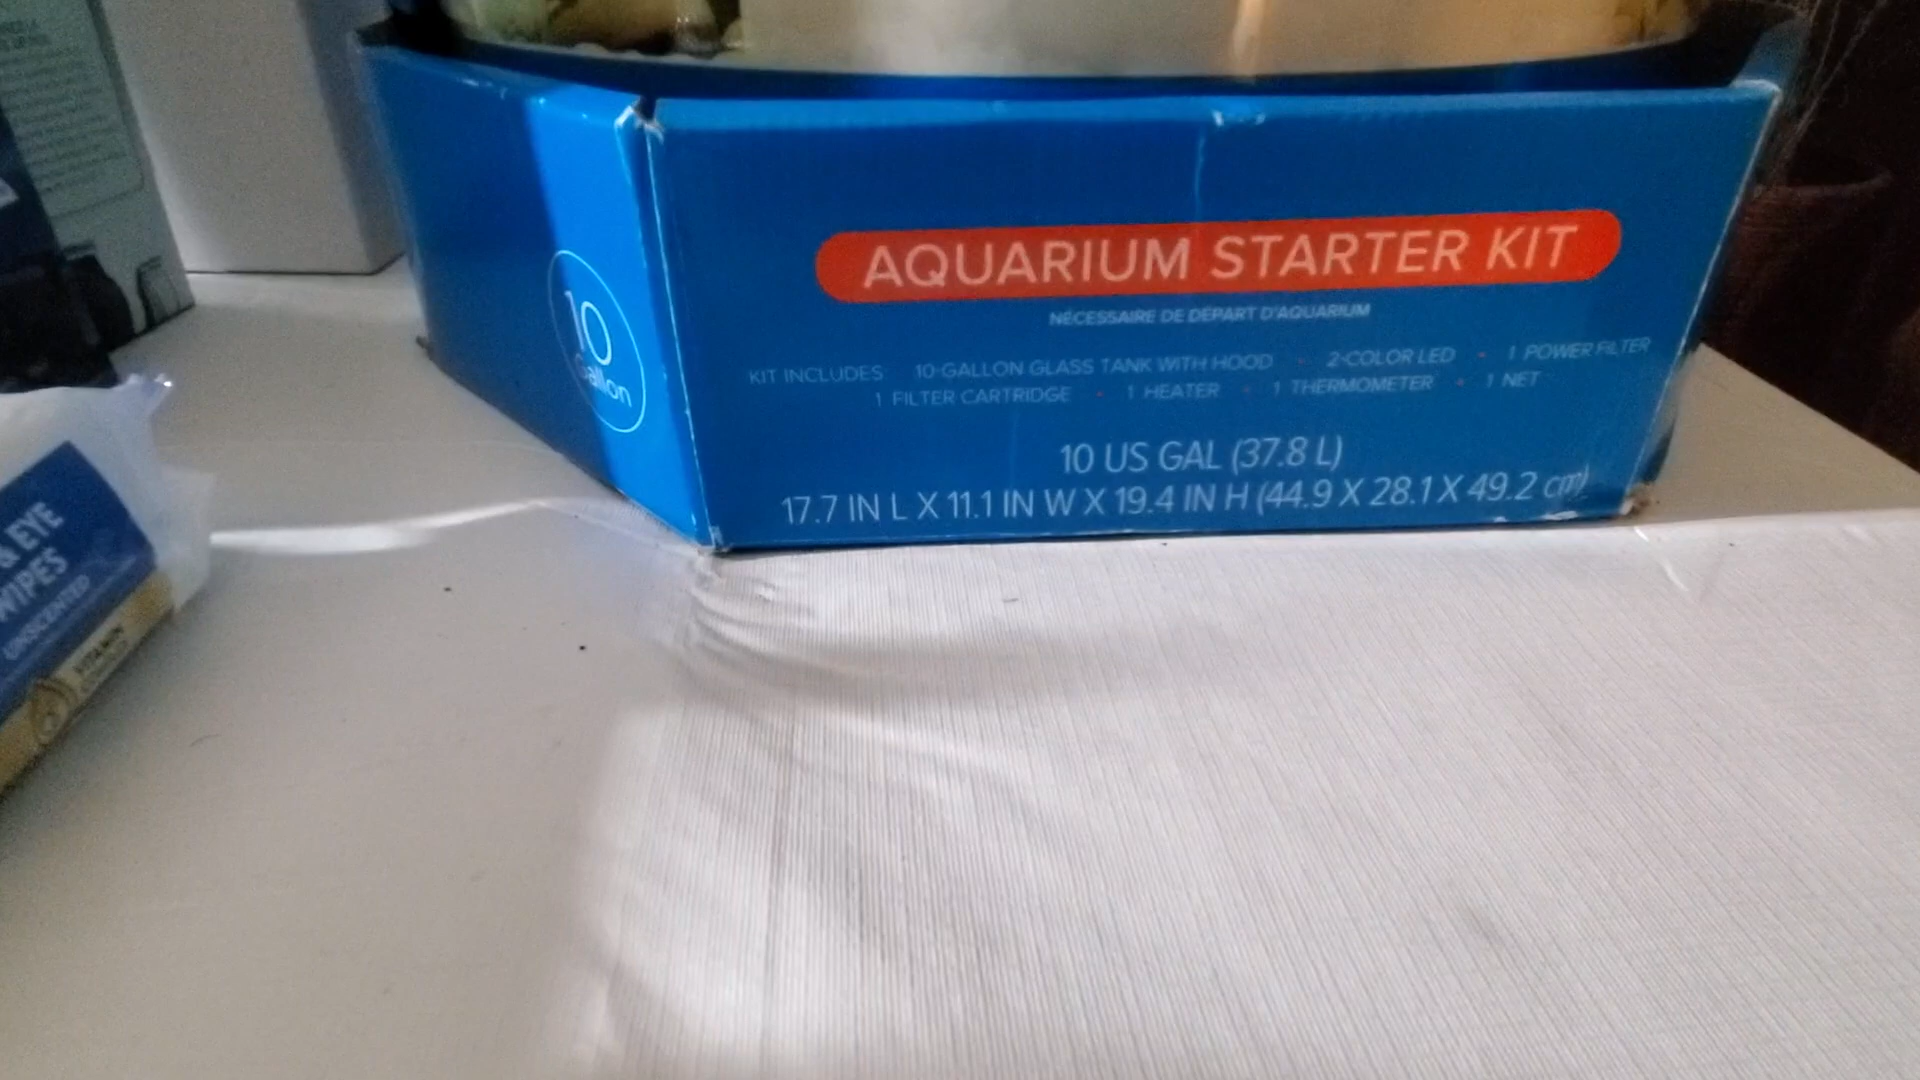 10
Gallon
AQUARIUM STARTER KIT
NÉCESSAIRE DE DÉPART D'AQUARIUM
KIT INCLUDES 10-GALLON GLASS TANK WITH HOOD • 2-COLOR LED • 1 POWER FILTER
1 FILTER CARTRIDGE • 1 HEATER • 1 THERMOMETER • 1 NET
10 US GAL (37.8 L)
17.7 IN L X 11.1 IN W X 19.4 IN H (44.9 X 28.1 X 49.2 cm)
& EYE
WIPES
UNSCENTED